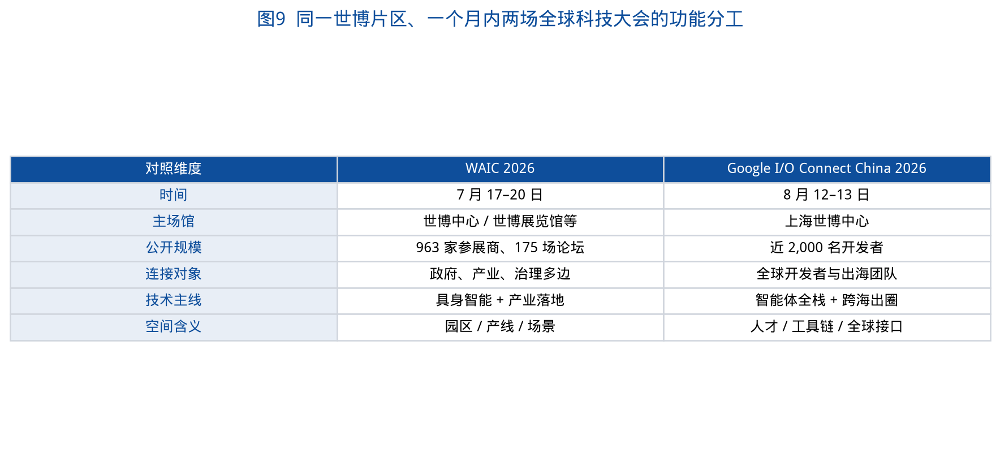 图9 同一世博片区、一个月内两场全球科技大会的功能分工
对照维度 WAIC 2026 Google I/O Connect China 2026
时间 7 月 17–20 日 8 月 12–13 日
主场馆 世博中心 / 世博展览馆等 上海世博中心
公开规模 963 家参展商、175 场论坛 近 2,000 名开发者
连接对象 政府、产业、治理多边 全球开发者与出海团队
技术主线 具身智能 + 产业落地 智能体全栈 + 跨海出圈
空间含义 园区 / 产线 / 场景 人才 / 工具链 / 全球接口